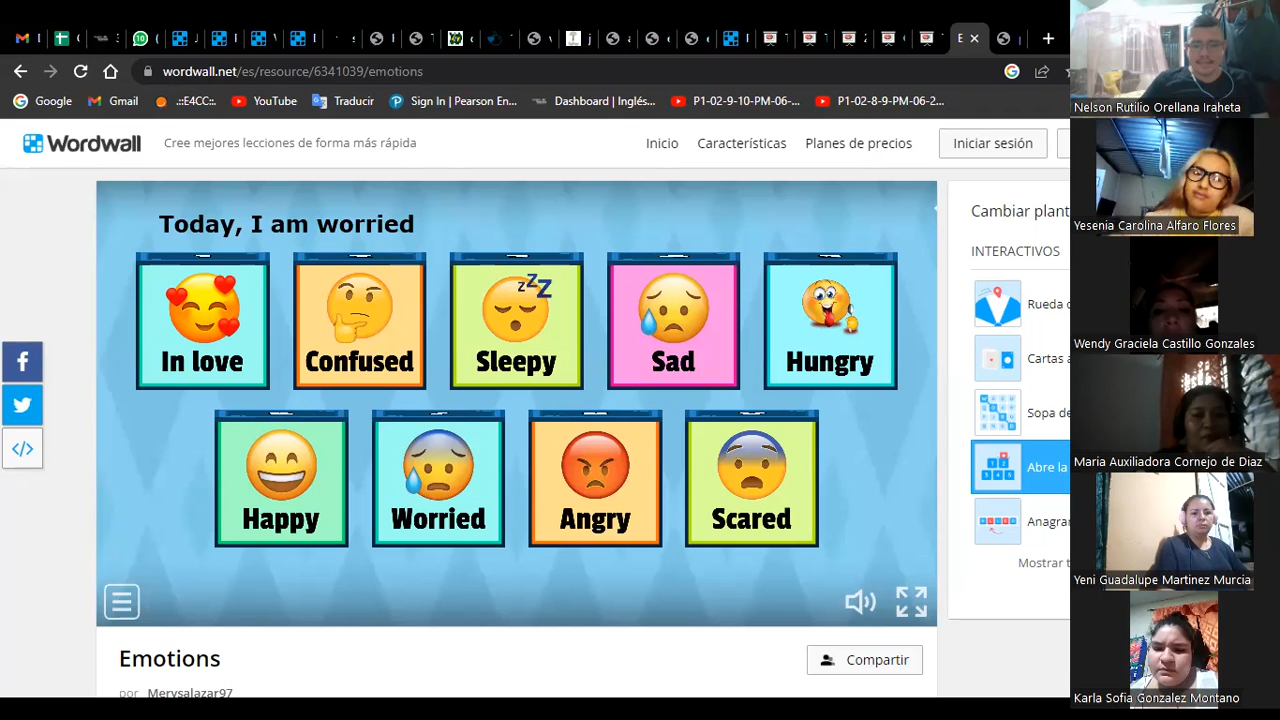 wordwall.net/es/resource/6341039/emotions
Google
Gmail
.::E4CC::.
YouTube
Traducir
Sign In | Pearson En...
Dashboard | Inglés...
P1-02-9-10-PM-06-...
P1-02-8-9-PM-06-2...
Wordwall
Cree mejores lecciones de forma más rápida
Inicio
Características
Planes de precios
Iniciar sesión
Today, I am worried
In love
Confused
Sleepy
Sad
Hungry
Happy
Worried
Angry
Scared
Cambiar plant
INTERACTIVOS
Rueda d
Cartas a
Sopa de
Abre la
Anagra
Mostrar t
Emotions
Compartir
por Merysalazar97
Nelson Rutilio Orellana Iraheta
Yesenia Carolina Alfaro Flores
Wendy Graciela Castillo Gonzales
Maria Auxiliadora Cornejo de Diaz
Yeni Guadalupe Martinez Murcia
Karla Sofia Gonzalez Montano